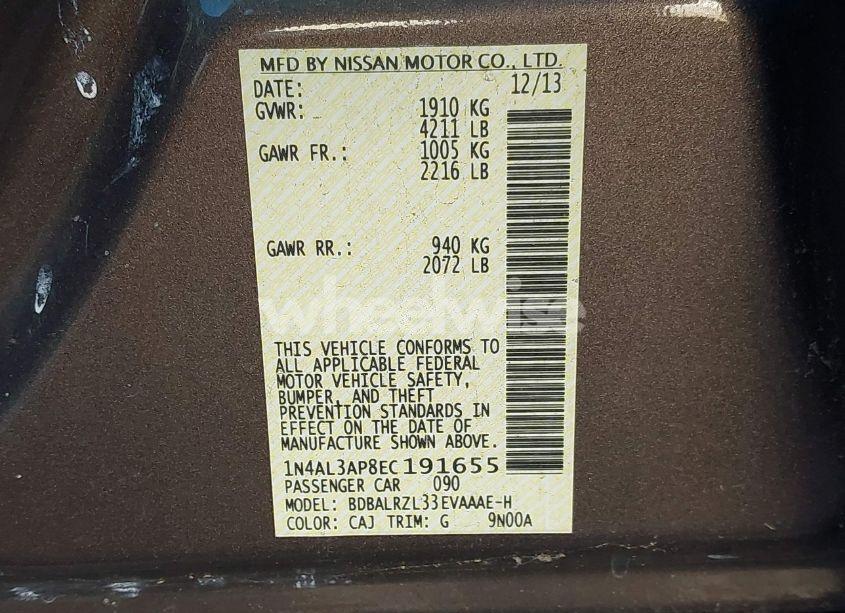 MFD BY NISSAN MOTOR CO., LTD.
DATE: 12/13
GVWR: 1910 KG
4211 LB
GAWR FR.: 1005 KG
2216 LB
GAWR RR.: 940 KG
2072 LB
wheelwise
THIS VEHICLE CONFORMS TO
ALL APPLICABLE FEDERAL
MOTOR VEHICLE SAFETY,
BUMPER, AND THEFT
PREVENTION STANDARDS IN
EFFECT ON THE DATE OF
MANUFACTURE SHOWN ABOVE.
1N4AL3AP8EC191655
PASSENGER CAR 090
MODEL: BDBALRZL33EVAAAE-H
COLOR: CAJ TRIM: G 9N00A